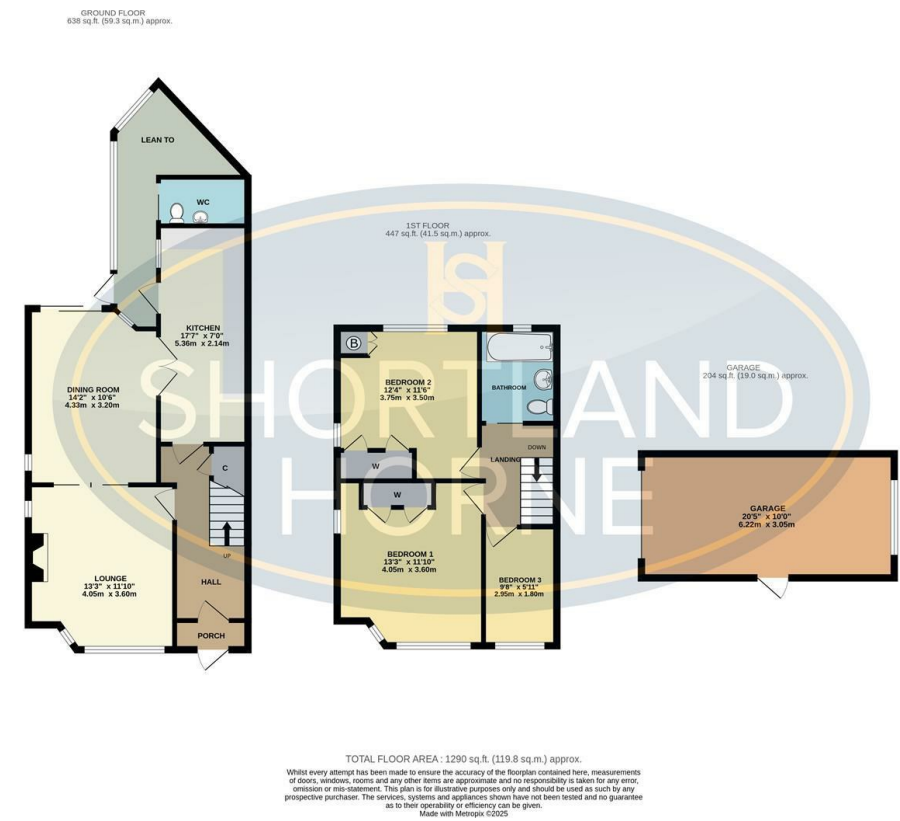 GROUND FLOOR
638 sq.ft. (59.3 sq.m.) approx.
LEAN TO
WC
KITCHEN
17'7" x 7'0"
5.36m x 2.14m
DINING ROOM
14'2" x 10'6"
4.33m x 3.20m
C
UP
LOUNGE
13'3" x 11'10"
4.05m x 3.60m
HALL
PORCH
1ST FLOOR
447 sq.ft. (41.5 sq.m.) approx.
B
BEDROOM 2
12'4" x 11'6"
3.75m x 3.50m
BATHROOM
W
LANDING
DOWN
W
BEDROOM 1
13'3" x 11'10"
4.05m x 3.60m
BEDROOM 3
9'8" x 5'11"
2.95m x 1.80m
GARAGE
204 sq.ft. (19.0 sq.m.) approx.
GARAGE
20'5" x 10'0"
6.22m x 3.05m
HS
SHORTLAND
HORNE
TOTAL FLOOR AREA : 1290 sq.ft. (119.8 sq.m.) approx.
Whilst every attempt has been made to ensure the accuracy of the floorplan contained here, measurements
of doors, windows, rooms and any other items are approximate and no responsibility is taken for any error,
omission or mis-statement. This plan is for illustrative purposes only and should be used as such by any
prospective purchaser. The services, systems and appliances shown have not been tested and no guarantee
as to their operability or efficiency can be given.
Made with Metropix ©2025